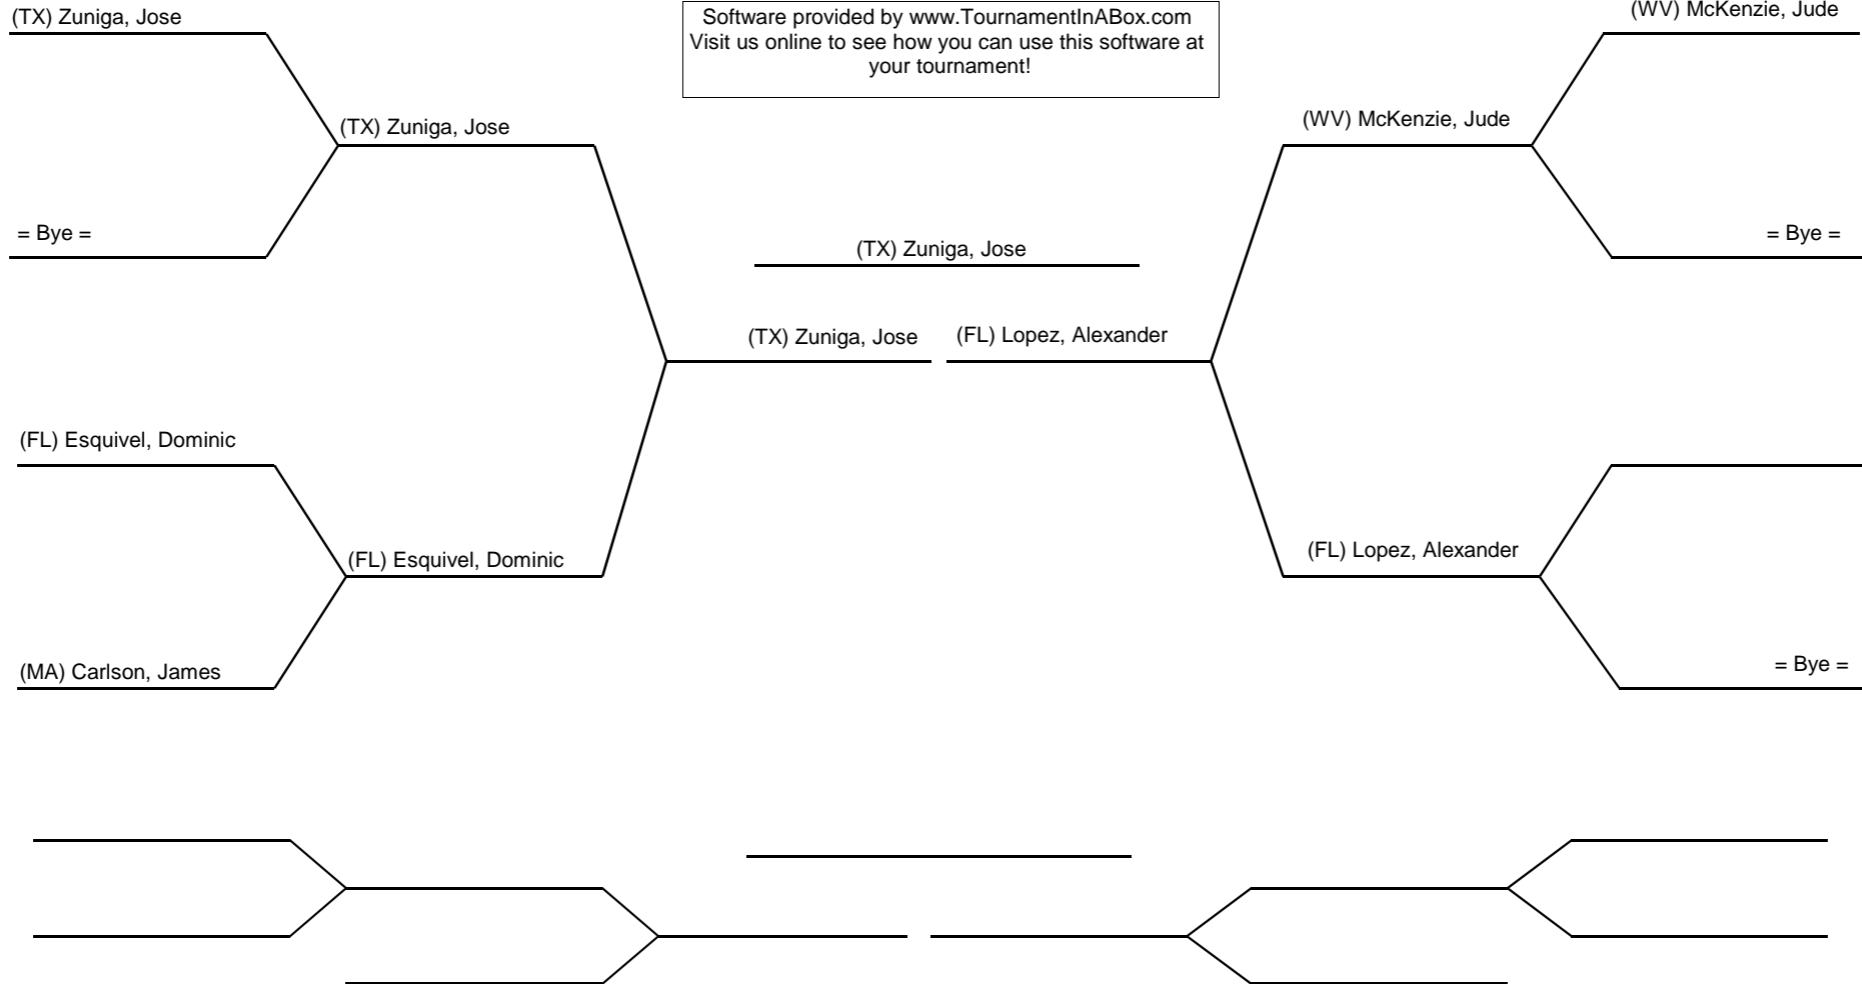 (TX) Zuniga, Jose
Software provided by www.TournamentInABox.com
Visit us online to see how you can use this software at
your tournament!
(WV) McKenzie, Jude
(TX) Zuniga, Jose
(WV) McKenzie, Jude
= Bye =
(TX) Zuniga, Jose
= Bye =
(TX) Zuniga, Jose
(FL) Lopez, Alexander
(FL) Esquivel, Dominic
(FL) Esquivel, Dominic
(FL) Lopez, Alexander
(MA) Carlson, James
= Bye =